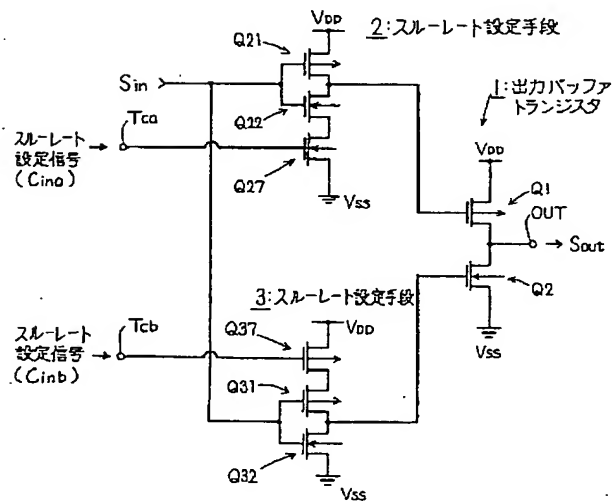 VDD
2:スルーレート設定手段
Q21
Sin
Q22
Tca
スルーレート
設定信号
(Cina)
Q27
VSS
1:出力バッファ
トランジスタ
VDD
Q1
OUT
Sout
Q2
VSS
3:スルーレート設定手段
Tcb
スルーレート
設定信号
(Cinb)
Q37
VDD
Q31
Q32
VSS